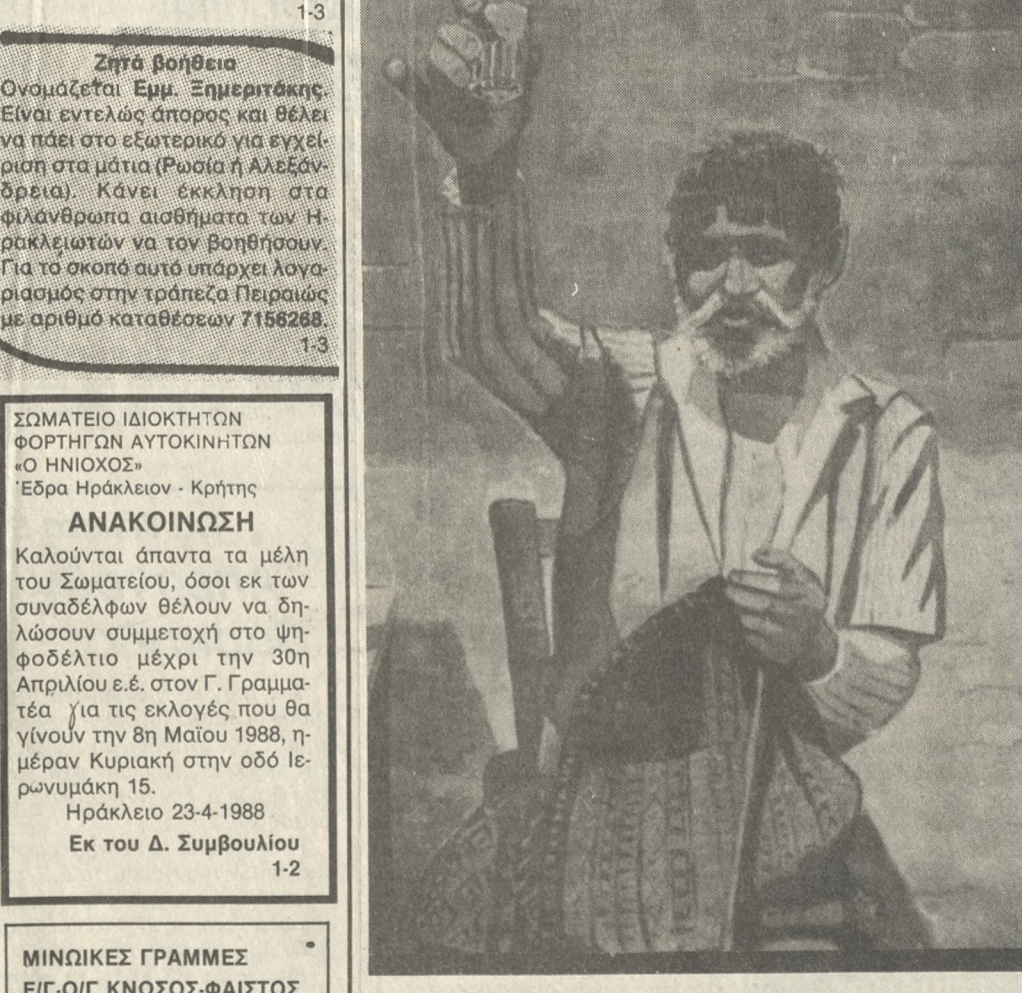 1-3
Ζητά βοήθεια
Ονομάζεται Εμμ. Ξημεριτάκης.
Είναι εντελώς άπορος και θέλει
να πάει στο εξωτερικό για εγχεί-
ριση στα μάτια (Ρωσία ή Αλεξάν-
δρεια). Κάνει έκκληση στα
φιλάνθρωπα αισθήματα των Η-
ρακλειωτών να τον βοηθήσουν.
Για το σκοπό αυτό υπάρχει λογα-
ριασμός στην τράπεζα Πειραιώς
με αριθμό καταθέσεων 7156268.
1-3
ΣΩΜΑΤΕΙΟ ΙΔΙΟΚΤΗΤΩΝ
ΦΟΡΤΗΓΩΝ ΑΥΤΟΚΙΝΗΤΩΝ
«Ο ΗΝΙΟΧΟΣ»
Έδρα Ηράκλειον - Κρήτης
ΑΝΑΚΟΙΝΩΣΗ
Καλούνται άπαντα τα μέλη
του Σωματείου, όσοι εκ των
συναδέλφων θέλουν να δη-
λώσουν συμμετοχή στο ψη-
φοδέλτιο μέχρι την 30η
Απριλίου ε.έ. στον Γ. Γραμμα-
τέα για τις εκλογές που θα
γίνουν την 8η Μαϊου 1988, η-
μέραν Κυριακή στην οδό Ιε-
ρωνυμάκη 15.
Ηράκλειο 23-4-1988
Εκ του Δ. Συμβουλίου
1-2
ΜΙΝΩΙΚΕΣ ΓΡΑΜΜΕΣ
Ε/Γ-Ο/Γ ΚΝΩΣΟΣ-ΦΑΙΣΤΟΣ